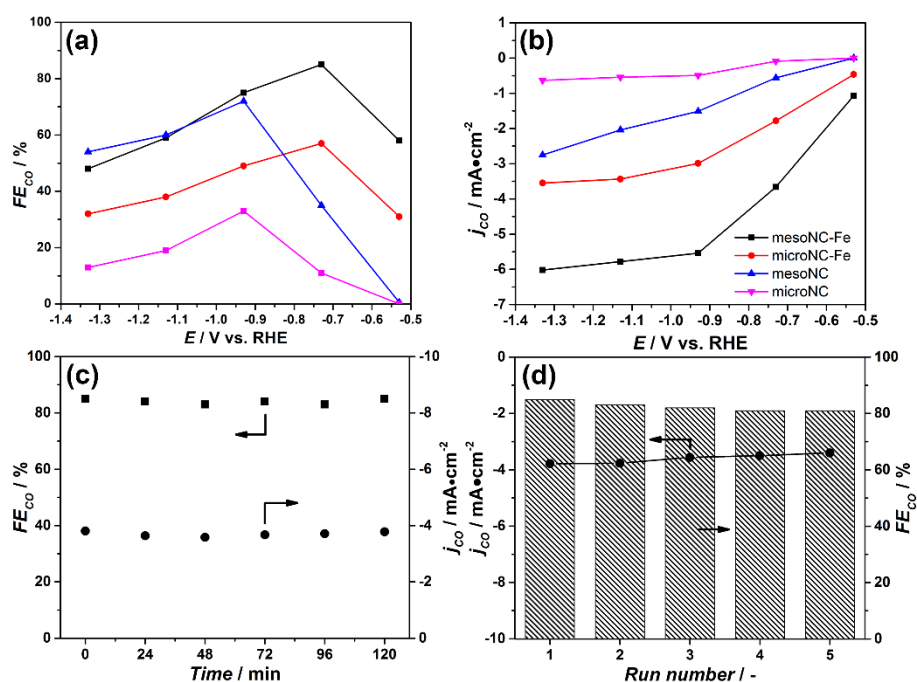 (a)
100
80
60
40
20
0
FE_CO / %
-1.4 -1.3 -1.2 -1.1 -1.0 -0.9 -0.8 -0.7 -0.6 -0.5
E / V vs. RHE
(b)
1
0
-1
-2
-3
-4
-5
-6
-7
j_CO / mA•cm-2
mesoNC-Fe
microNC-Fe
mesoNC
microNC
-1.4 -1.3 -1.2 -1.1 -1.0 -0.9 -0.8 -0.7 -0.6 -0.5
E / V vs. RHE
(c)
100
80
60
40
20
0
FE_CO / %
-10
-8
-6
-4
-2
0
j_CO / mA•cm-2
0 24 48 72 96 120
Time / min
(d)
0
-2
-4
-6
-8
-10
j_CO / mA•cm-2
100
80
60
40
20
0
FE_CO / %
1 2 3 4 5
Run number / -